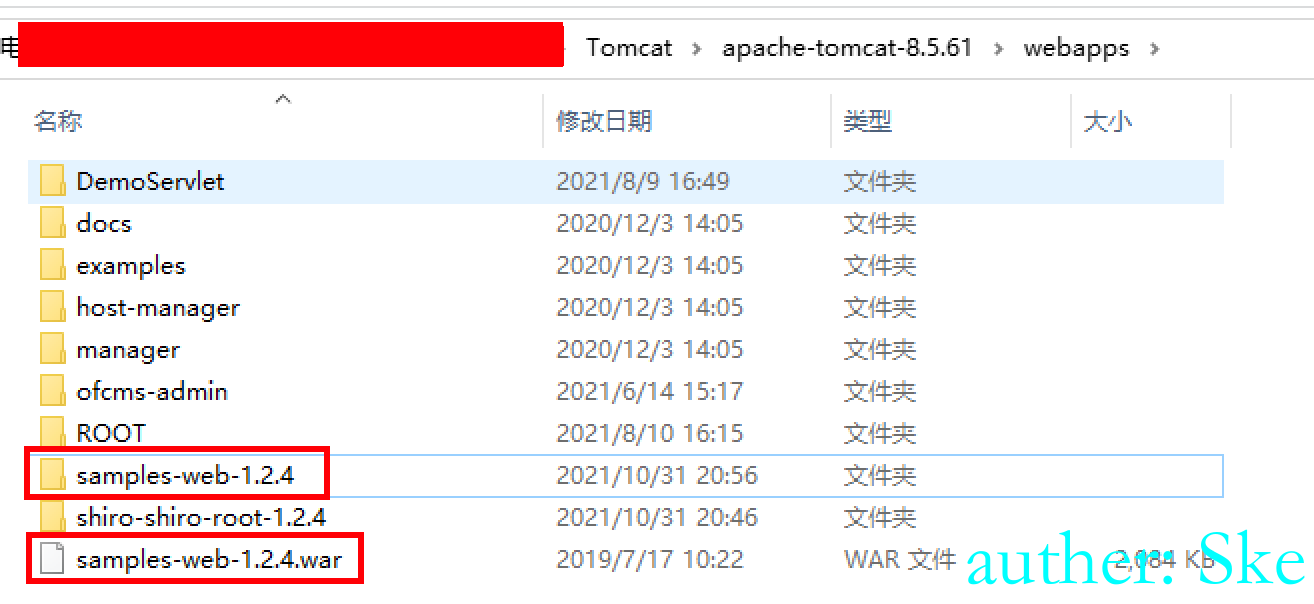 电 Tomcat > apache-tomcat-8.5.61 > webapps >
名称 修改日期 类型 大小
DemoServlet 2021/8/9 16:49 文件夹
docs 2020/12/3 14:05 文件夹
examples 2020/12/3 14:05 文件夹
host-manager 2020/12/3 14:05 文件夹
manager 2020/12/3 14:05 文件夹
ofcms-admin 2021/6/14 15:17 文件夹
ROOT 2021/8/10 16:15 文件夹
samples-web-1.2.4 2021/10/31 20:56 文件夹
shiro-shiro-root-1.2.4 2021/10/31 20:46 文件夹
samples-web-1.2.4.war 2019/7/17 10:22 WAR 文件 KB
auther: Ske